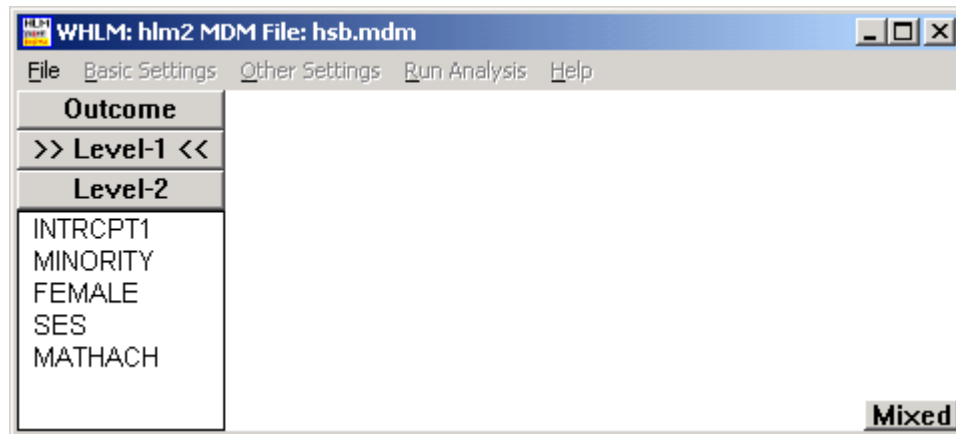 WHLM: hlm2 MDM File: hsb.mdm
File Basic Settings Other Settings Run Analysis Help
Outcome
>> Level-1 <<
Level-2
INTRCPT1
MINORITY
FEMALE
SES
MATHACH
Mixed